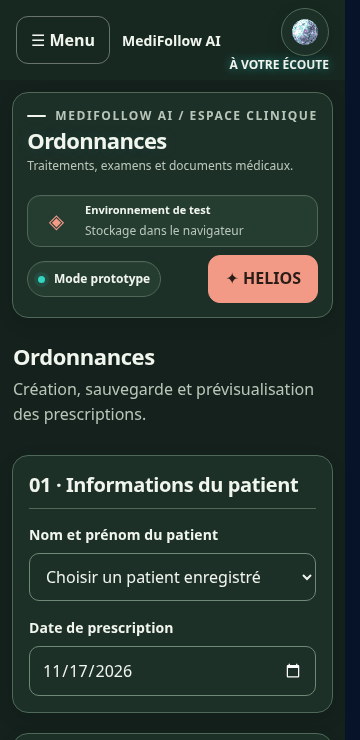 ☰ Menu
MediFollow AI
À VOTRE ÉCOUTE
MEDIFOLLOW AI / ESPACE CLINIQUE
Ordonnances
Traitements, examens et documents médicaux.
Environnement de test
Stockage dans le navigateur
Mode prototype
✦ HELIOS
Ordonnances
Création, sauvegarde et prévisualisation
des prescriptions.
01 · Informations du patient
Nom et prénom du patient
Choisir un patient enregistré
Date de prescription
11/17/2026